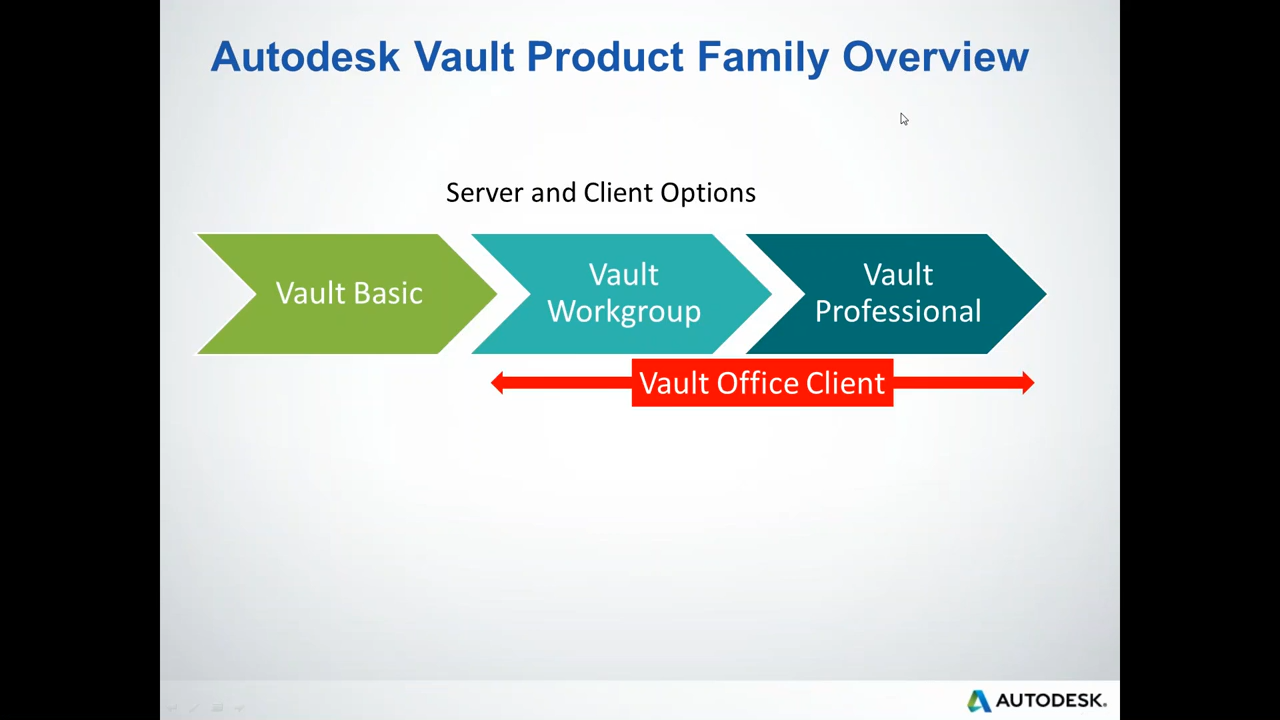 Autodesk Vault Product Family Overview
Server and Client Options
Vault Basic
Vault
Workgroup
Vault
Professional
Vault Office Client
AUTODESK.